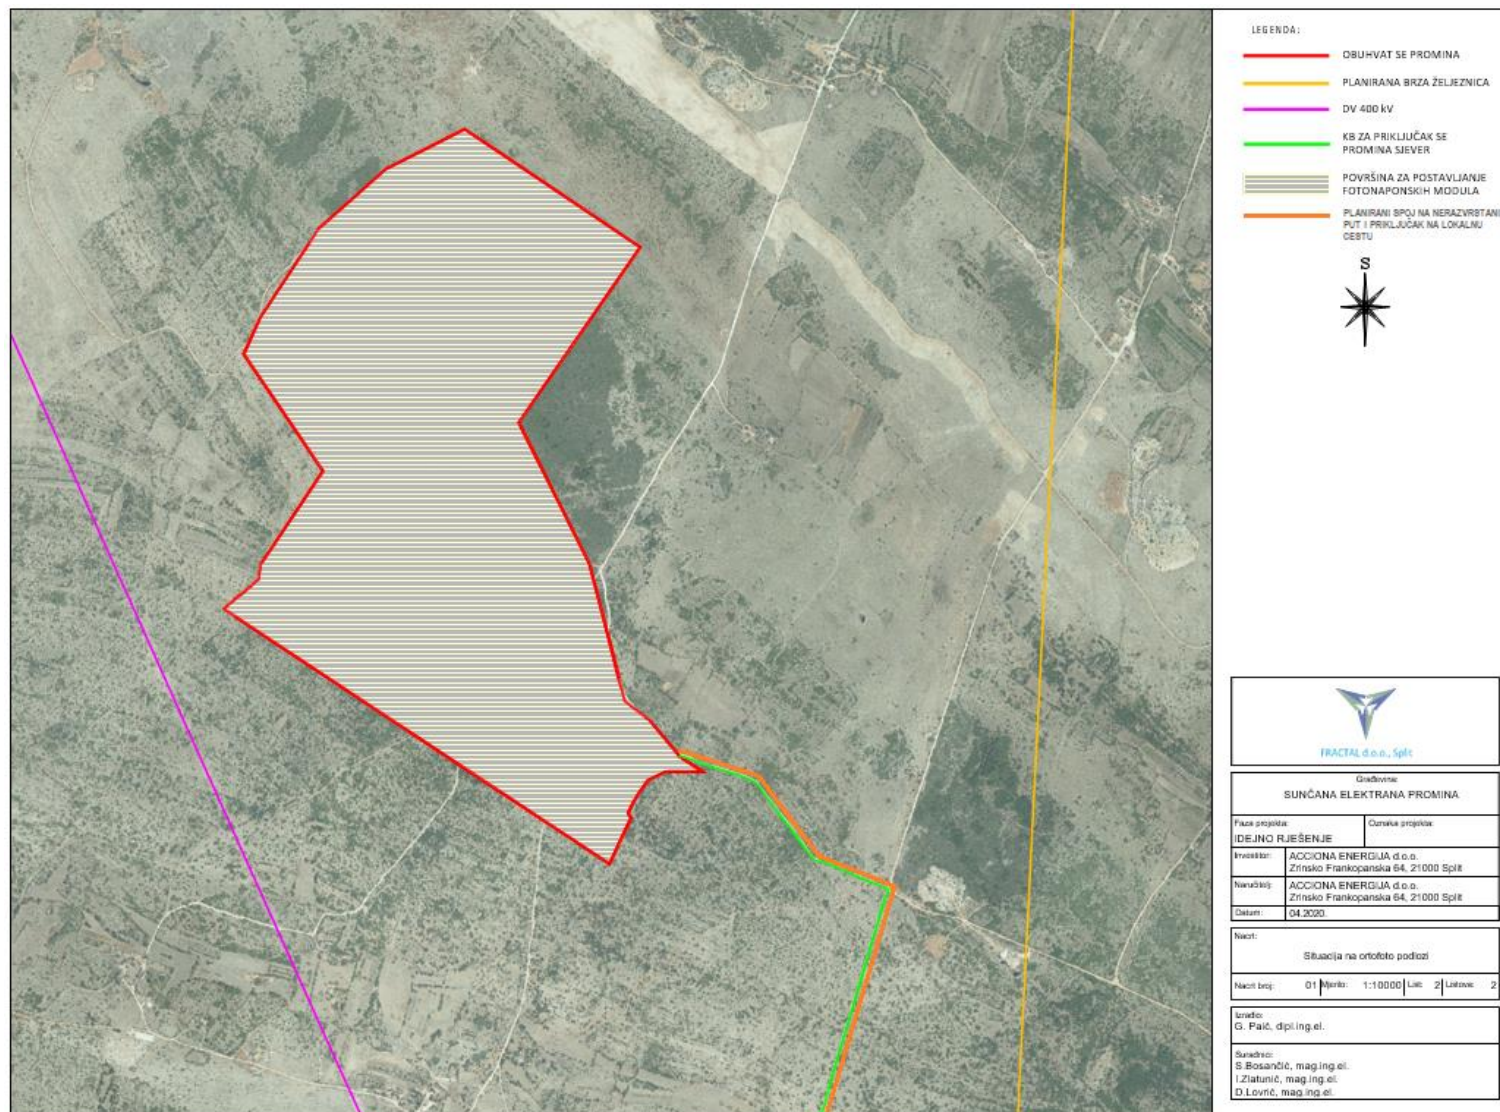 LEGENDA:
OBUHVAT SE PROMINA
PLANIRANA BRZA ŽELJEZNICA
DV 400 kV
KB ZA PRIKLJUČAK SE
PROMINA SJEVER
POVRŠINA ZA POSTAVLJANJE
FOTONAPONSKIH MODULA
PLANIRANI SPOJ NA NERAZVRSTANI
PUT I PRIKLJUČAK NA LOKALNU
CESTU
S
FRACTAL d.o.o., Split
Građevina:
SUNČANA ELEKTRANA PROMINA
Faza projekta: Oznaka projekta:
IDEJNO RJEŠENJE
Investitor: ACCIONA ENERGIJA d.o.o.
Zrinsko Frankopanska 64, 21000 Split
Naručitelj: ACCIONA ENERGIJA d.o.o.
Zrinsko Frankopanska 64, 21000 Split
Datum: 04.2020.
Nacrt:
Situacija na ortofoto podlozi
Nacrt broj: 01 Mjerilo: 1:10000 List: 2 Listova: 2
Izradio:
G. Paić, dipl.ing.el.
Suradnici:
S.Bosančić, mag.ing.el.
I.Zlatunić, mag.ing.el.
D.Lovrić, mag.ing.el.